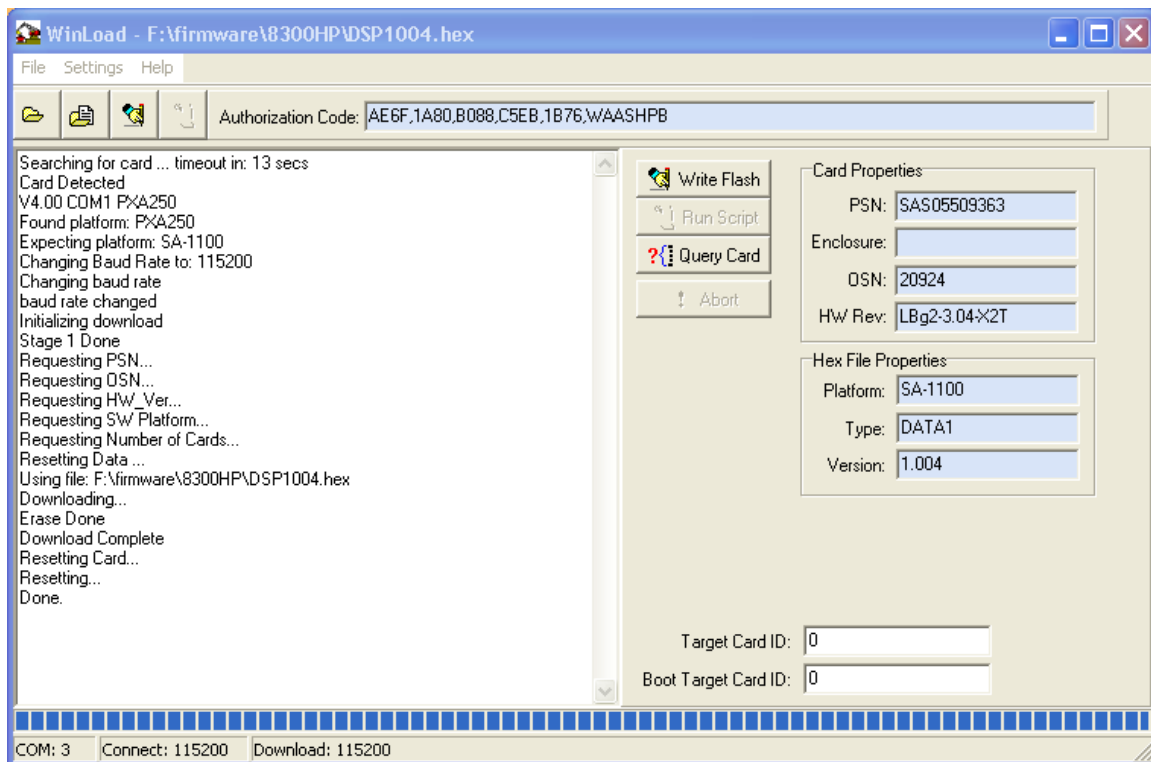 WinLoad - F:\firmware\8300HP\DSP1004.hex
File Settings Help
Authorization Code: AE6F,1A80,B088,C5EB,1B76,WAASHPB
Searching for card ... timeout in: 13 secs
Card Detected
V4.00 COM1 PXA250
Found platform: PXA250
Expecting platform: SA-1100
Changing Baud Rate to: 115200
Changing baud rate
baud rate changed
Initializing download
Stage 1 Done
Requesting PSN...
Requesting OSN...
Requesting HW_Ver...
Requesting SW Platform...
Requesting Number of Cards...
Resetting Data ...
Using file: F:\firmware\8300HP\DSP1004.hex
Downloading...
Erase Done
Download Complete
Resetting Card...
Resetting...
Done.
Write Flash
Run Script
?{ Query Card
! Abort
Card Properties
PSN: SAS05509363
Enclosure:
OSN: 20924
HW Rev: LBg2-3.04-X2T
Hex File Properties
Platform: SA-1100
Type: DATA1
Version: 1.004
Target Card ID: 0
Boot Target Card ID: 0
COM: 3 Connect: 115200 Download: 115200